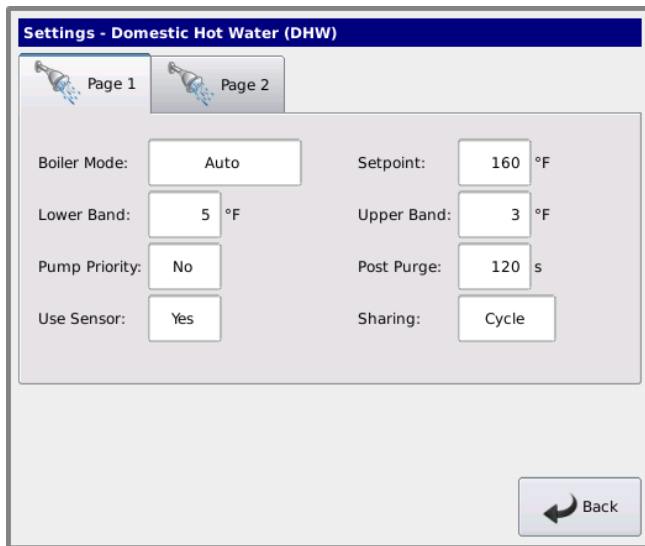 Settings - Domestic Hot Water (DHW)
Page 1 Page 2
Boiler Mode: Auto Setpoint: 160 °F
Lower Band: 5 °F Upper Band: 3 °F
Pump Priority: No Post Purge: 120 s
Use Sensor: Yes Sharing: Cycle
Back